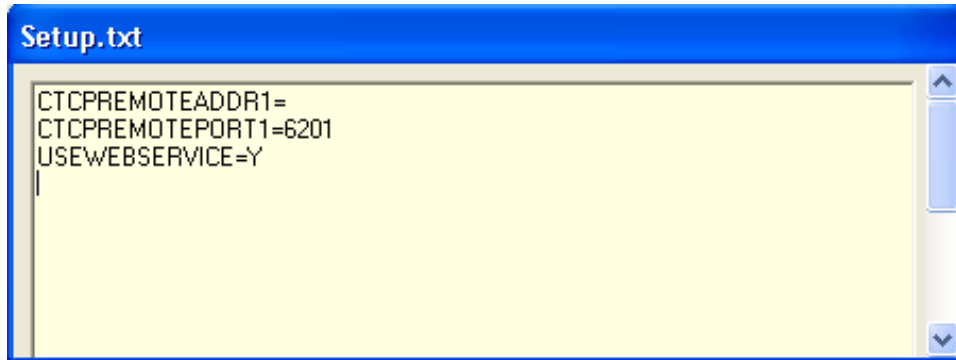 Setup.txt
CTCPREMOTEADDR1=
CTCPREMOTEPORT1=6201
USEWEBSERVICE=Y